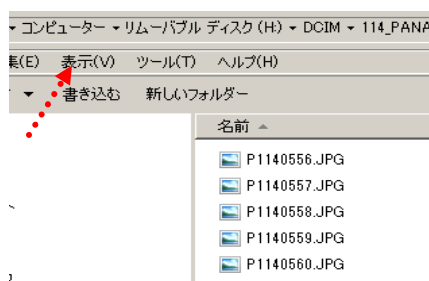 コンピューター ▾ リムーバブル ディスク (H:) ▾ DCIM ▾ 114_PANA
集(E) 表示(V) ツール(T) ヘルプ(H)
書き込む 新しいフォルダー
名前
P1140556.JPG
P1140557.JPG
P1140558.JPG
P1140559.JPG
P1140560.JPG